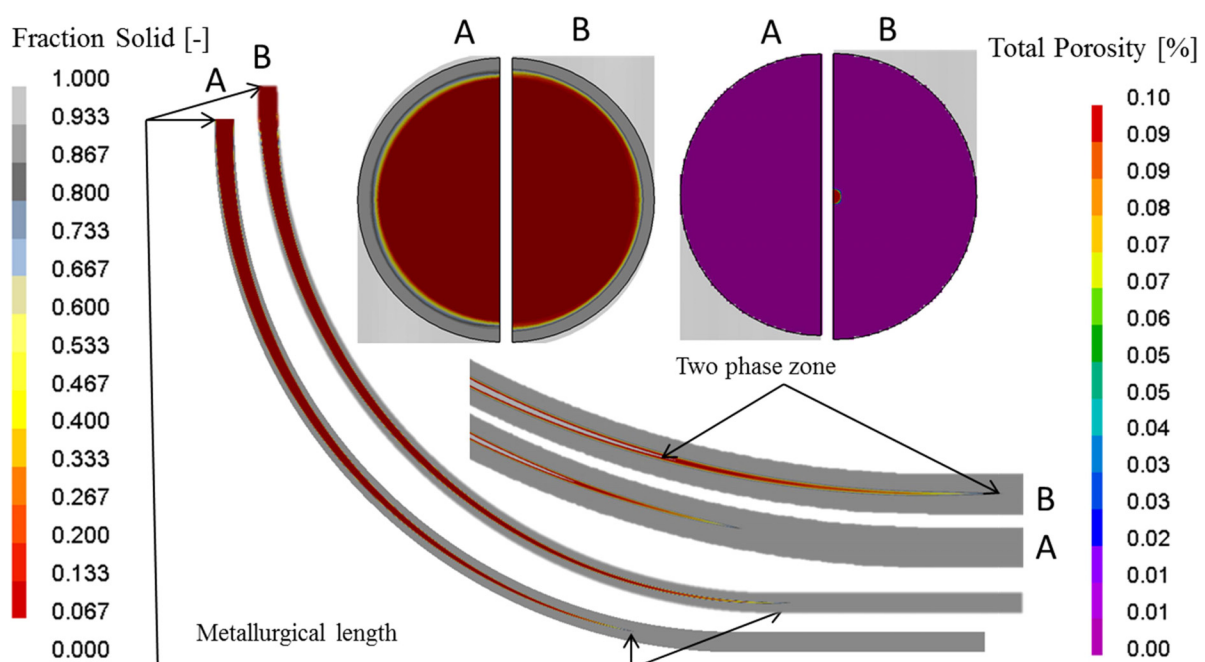 Fraction Solid [-]
1.000
0.933
0.867
0.800
0.733
0.667
0.600
0.533
0.467
0.400
0.333
0.267
0.200
0.133
0.067
0.000
A
B
A
B
A
B
Total Porosity [%]
0.10
0.09
0.09
0.08
0.07
0.07
0.06
0.05
0.05
0.04
0.03
0.03
0.02
0.01
0.01
0.00
Two phase zone
B
A
Metallurgical length